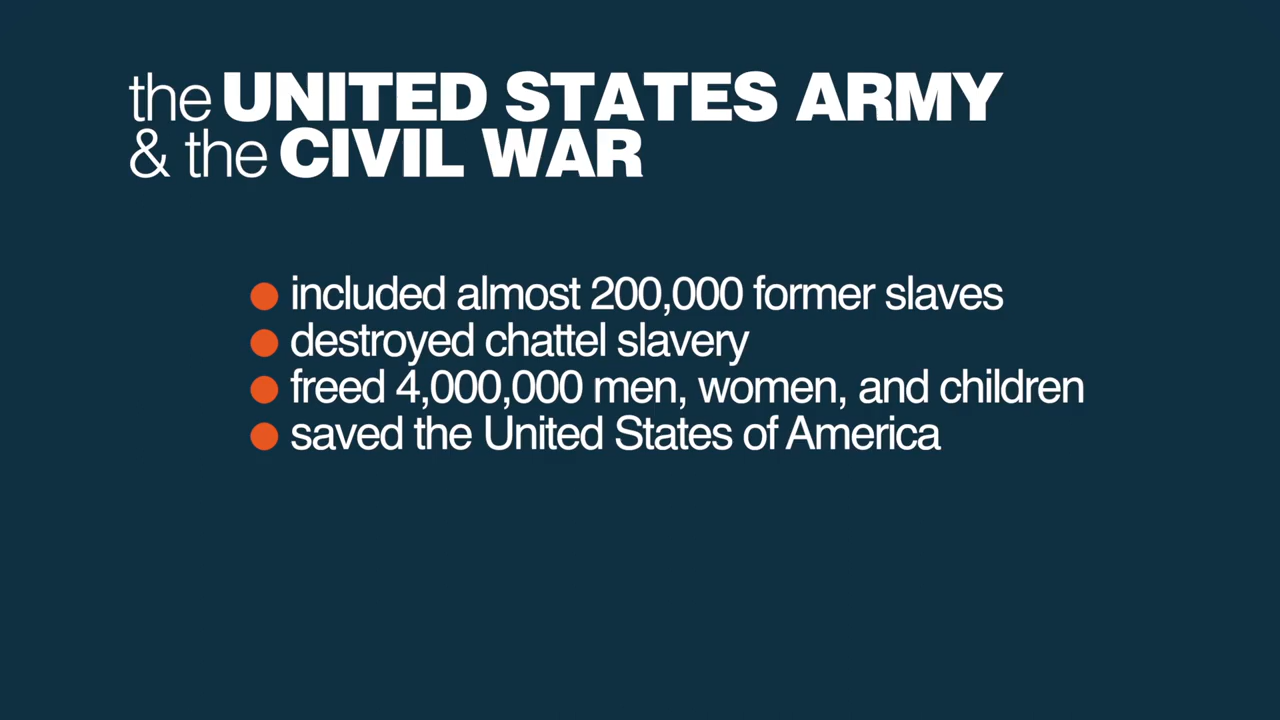 the UNITED STATES ARMY
& the CIVIL WAR
included almost 200,000 former slaves
destroyed chattel slavery
freed 4,000,000 men, women, and children
saved the United States of America